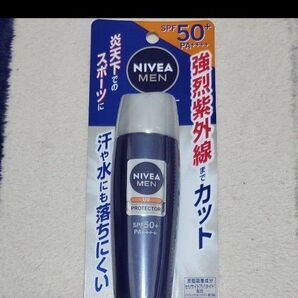 SPF50+
PA++++
NIVEA
MEN
炎天下での
スポーツに
強烈紫外線までカット
汗や水にも落ちにくい
NIVEA
MEN
UV
PROTECTOR
SPF50+
PA++++